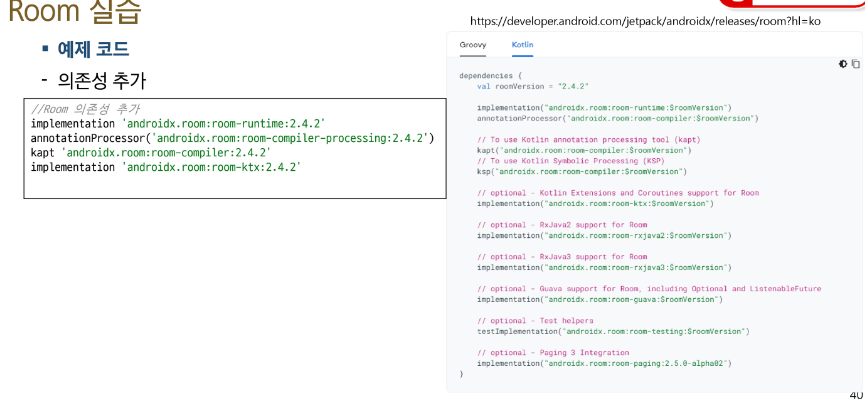 Room 실습
▪ 예제 코드
- 의존성 추가
//Room 의존성 추가
implementation 'androidx.room:room-runtime:2.4.2'
annotationProcessor('androidx.room:room-compiler-processing:2.4.2')
kapt 'androidx.room:room-compiler:2.4.2'
implementation 'androidx.room:room-ktx:2.4.2'
https://developer.android.com/jetpack/androidx/releases/room?hl=ko
Groovy Kotlin
dependencies {
val roomVersion = "2.4.2"
implementation("androidx.room:room-runtime:$roomVersion")
annotationProcessor("androidx.room:room-compiler:$roomVersion")
// To use Kotlin annotation processing tool (kapt)
kapt("androidx.room:room-compiler:$roomVersion")
// To use Kotlin Symbolic Processing (KSP)
ksp("androidx.room:room-compiler:$roomVersion")
// optional - Kotlin Extensions and Coroutines support for Room
implementation("androidx.room:room-ktx:$roomVersion")
// optional - RxJava2 support for Room
implementation("androidx.room:room-rxjava2:$roomVersion")
// optional - RxJava3 support for Room
implementation("androidx.room:room-rxjava3:$roomVersion")
// optional - Guava support for Room, including Optional and ListenableFuture
implementation("androidx.room:room-guava:$roomVersion")
// optional - Test helpers
testImplementation("androidx.room:room-testing:$roomVersion")
// optional - Paging 3 Integration
implementation("androidx.room:room-paging:2.5.0-alpha02")
}
40